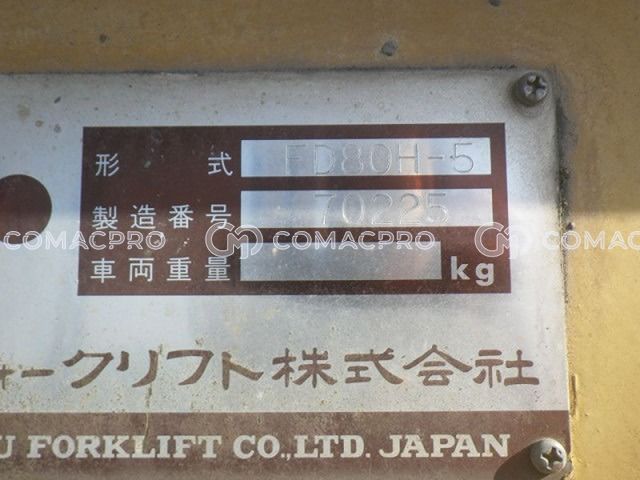 形式 FD80H-5
製造番号 70225
COMACPRO COMACPRO COMACPRO
車両重量 kg
ォークリフト株式会社
U FORKLIFT CO.,LTD. JAPAN